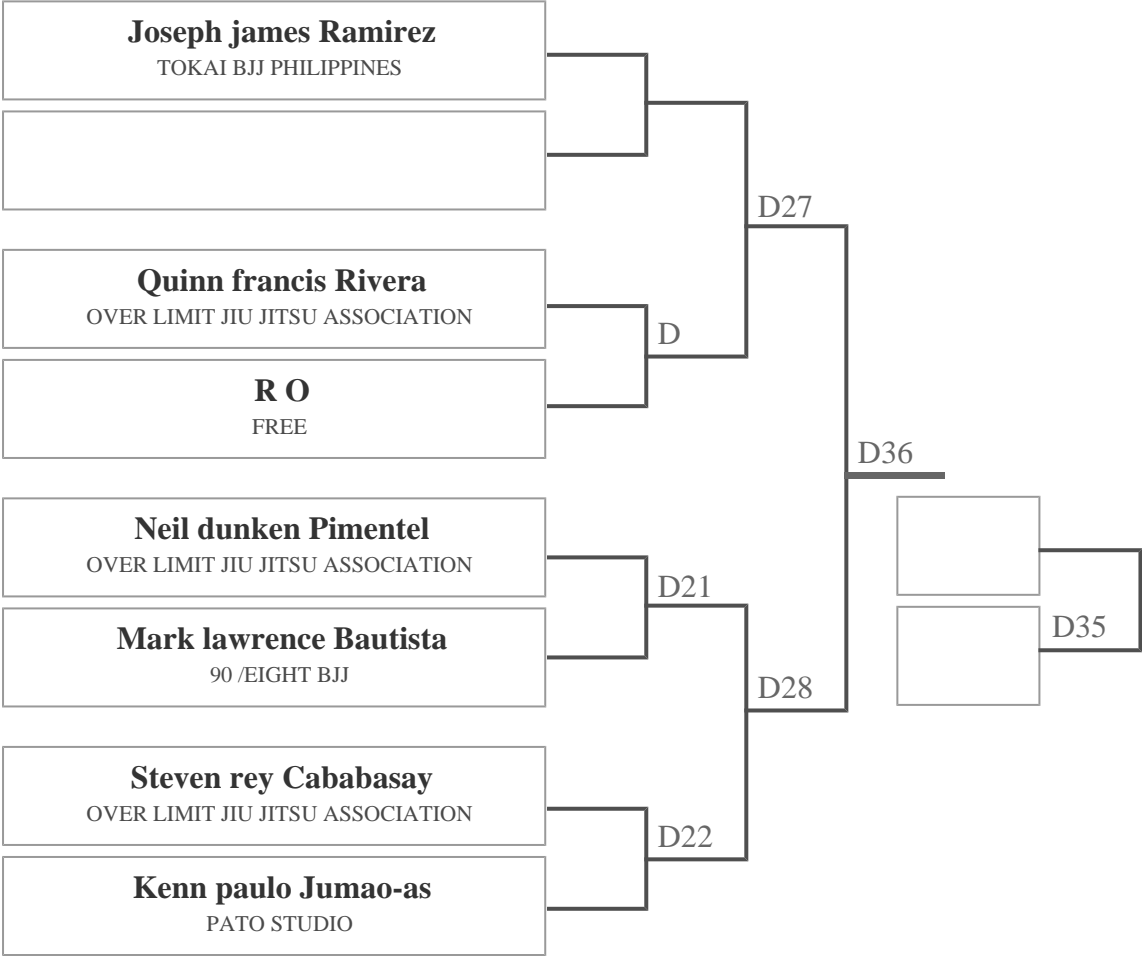 Joseph james Ramirez
TOKAI BJJ PHILIPPINES
D27
Quinn francis Rivera
OVER LIMIT JIU JITSU ASSOCIATION
D
R O
FREE
D36
Neil dunken Pimentel
OVER LIMIT JIU JITSU ASSOCIATION
D21
Mark lawrence Bautista
90 /EIGHT BJJ
D35
D28
Steven rey Cababasay
OVER LIMIT JIU JITSU ASSOCIATION
D22
Kenn paulo Jumao-as
PATO STUDIO